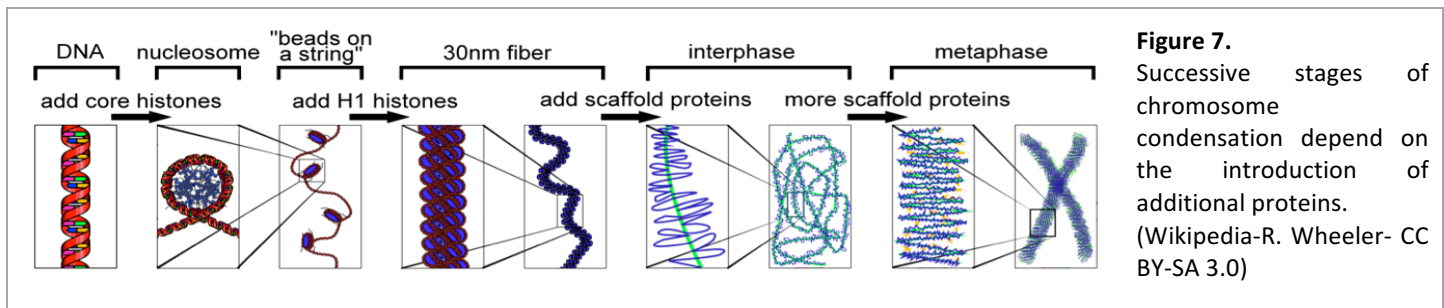 DNA
nucleosome
"beads on
a string"
30nm fiber
interphase
metaphase
add core histones
add H1 histones
add scaffold proteins
more scaffold proteins
Figure 7.
Successive stages of
chromosome
condensation depend on
the introduction of
additional proteins.
(Wikipedia-R. Wheeler- CC
BY-SA 3.0)